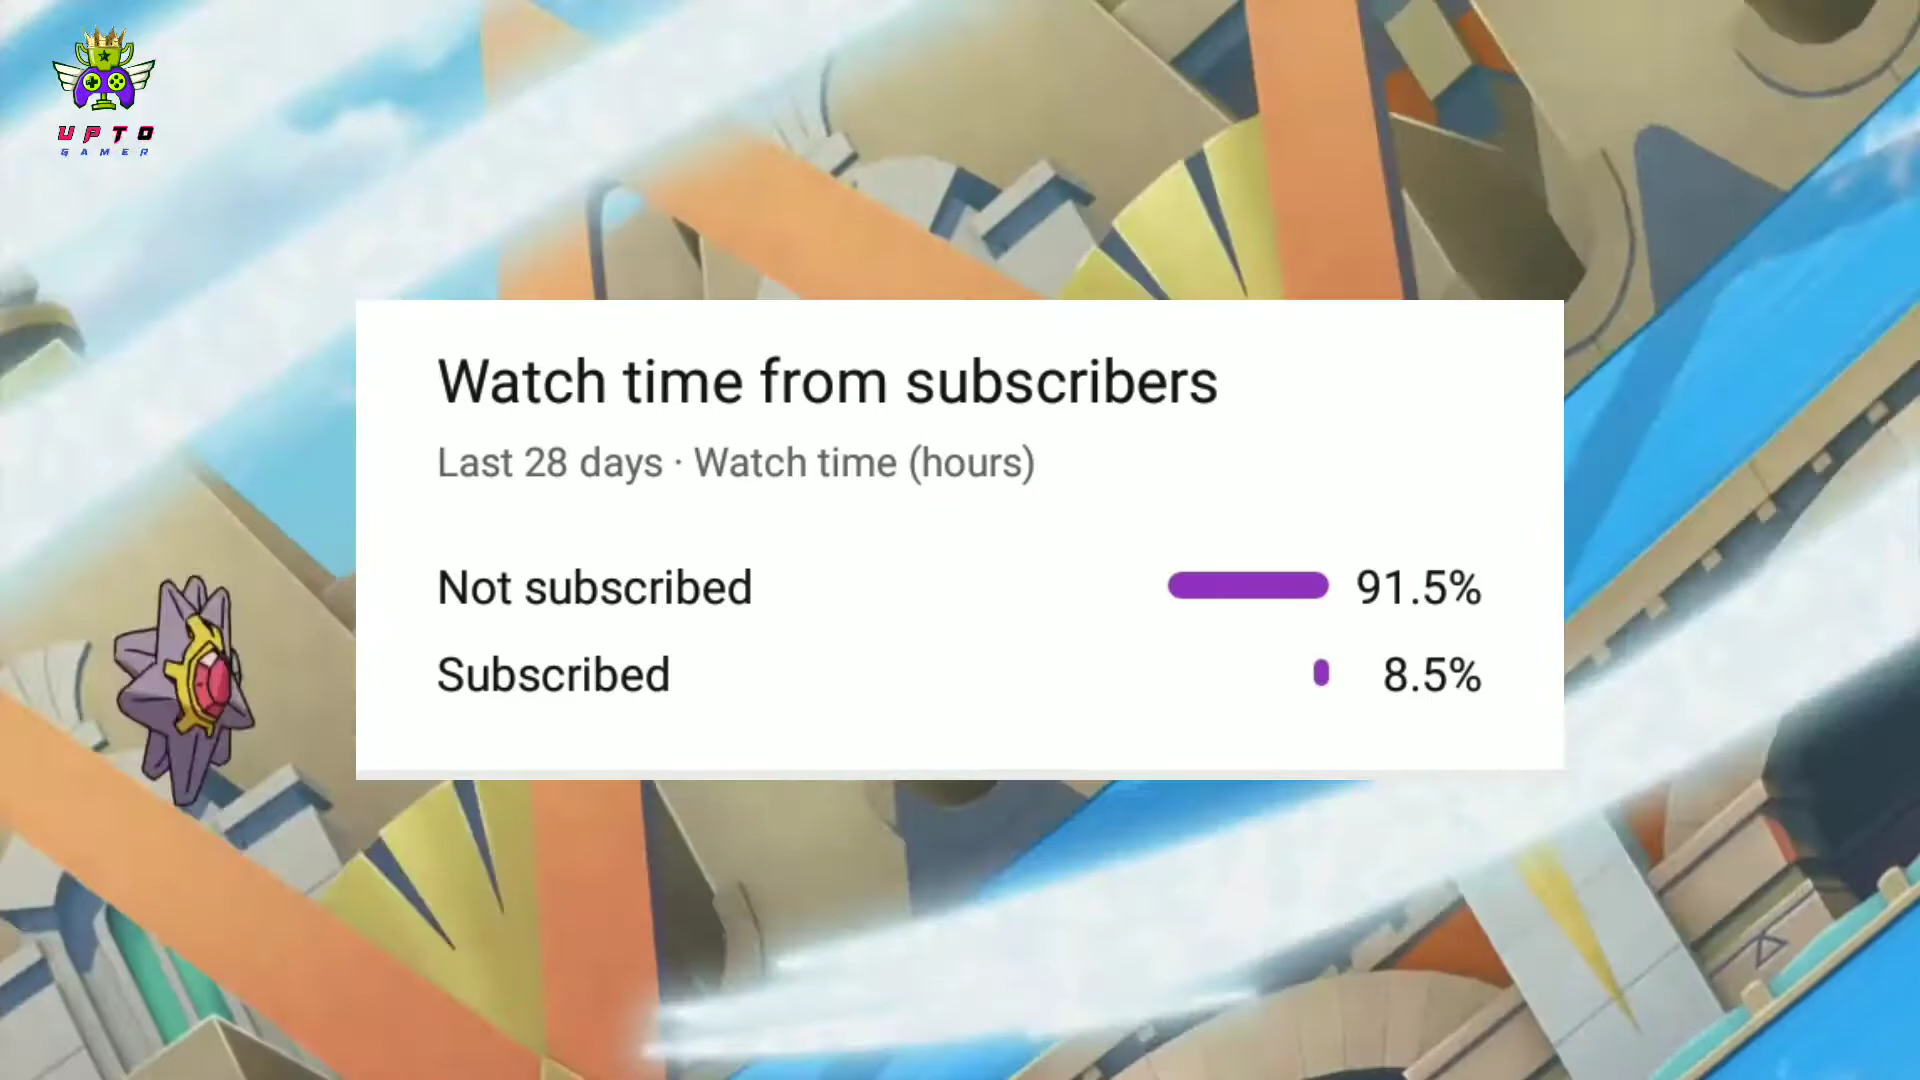 UPTO
GAMER
Watch time from subscribers
Last 28 days · Watch time (hours)
Not subscribed 91.5%
Subscribed 8.5%